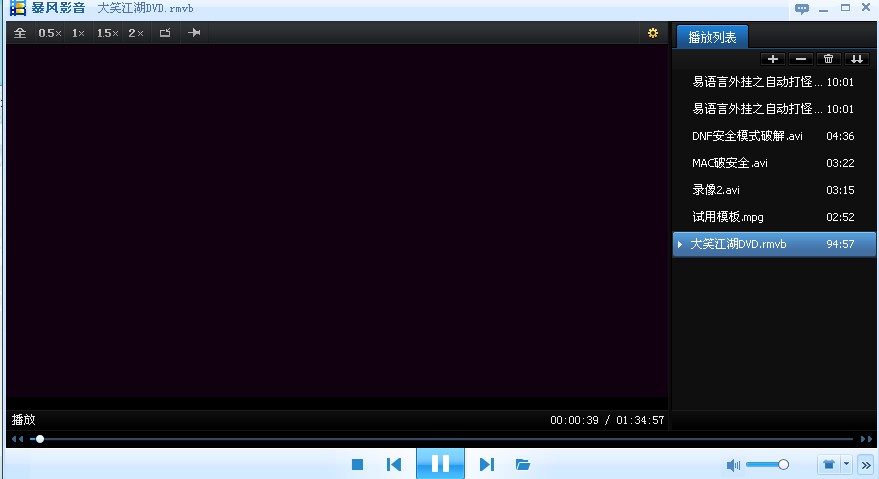 暴风影音 大笑江湖DVD.rmvb
全 0.5× 1× 1.5× 2×
播放列表
易语言外挂之自动打怪... 10:01
易语言外挂之自动打怪... 10:01
DNF安全模式破解.avi 04:36
MAC破安全.avi 03:22
录像2.avi 03:15
试用模板.mpg 02:52
大笑江湖DVD.rmvb 94:57
播放 00:00:39 / 01:34:57